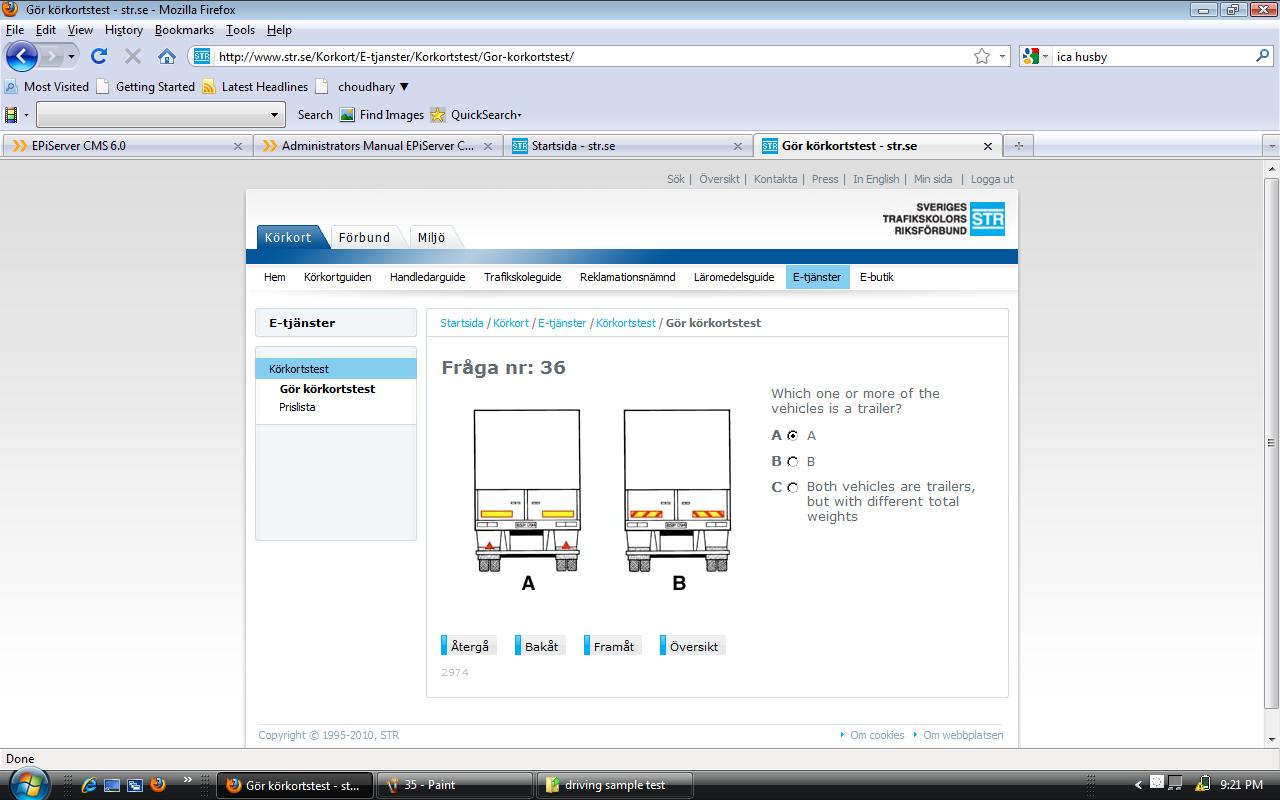 Gör körkortstest - str.se - Mozilla Firefox
File Edit View History Bookmarks Tools Help
STR http://www.str.se/Korkort/E-tjanster/Korkortstest/Gor-korkortstest/ ica husby
Most Visited Getting Started Latest Headlines choudhary ▼
Search Find Images QuickSearch
EPiServer CMS 6.0 Administrators Manual EPiServer C... STR Startsida - str.se STR Gör körkortstest - str.se
Sök | Översikt | Kontakta | Press | In English | Min sida | Logga ut
SVERIGES
TRAFIKSKOLORS STR
RIKSFÖRBUND
Körkort Förbund Miljö
Hem Körkortguiden Handledarguide Trafikskoleguide Reklamationsnämnd Läromedelsguide E-tjänster E-butik
E-tjänster
Körkortstest
Gör körkortstest
Prislista
Startsida / Körkort / E-tjänster / Körkortstest / Gör körkortstest
Fråga nr: 36
Which one or more of the
vehicles is a trailer?
A A
B B
C Both vehicles are trailers,
but with different total
weights
A B
Återgå Bakåt Framåt Översikt
2974
Copyright © 1995-2010, STR Om cookies Om webbplatsen
Done
Gör körkortstest - st... 35 - Paint driving sample test 9:21 PM